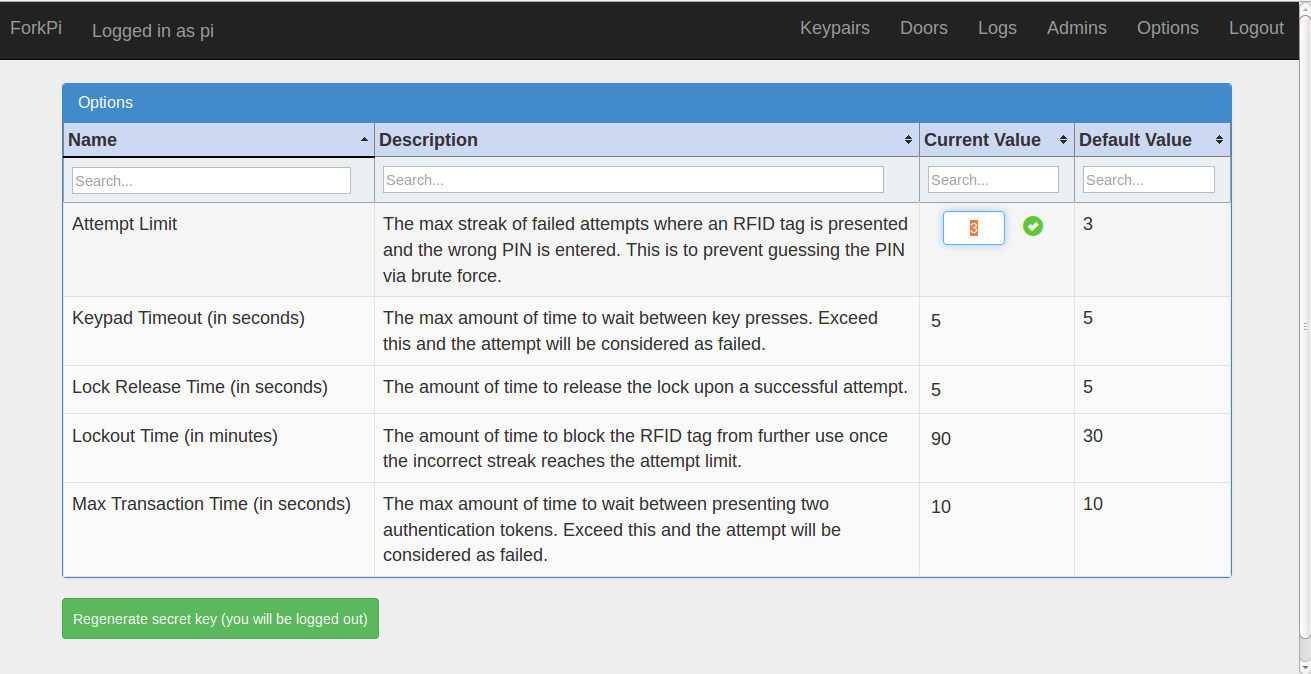 ForkPi Logged in as pi Keypairs Doors Logs Admins Options Logout
Options
Name Description Current Value Default Value
Search... Search... Search... Search...
Attempt Limit The max streak of failed attempts where an RFID tag is presented 3 3
and the wrong PIN is entered. This is to prevent guessing the PIN
via brute force.
Keypad Timeout (in seconds) The max amount of time to wait between key presses. Exceed 5 5
this and the attempt will be considered as failed.
Lock Release Time (in seconds) The amount of time to release the lock upon a successful attempt. 5 5
Lockout Time (in minutes) The amount of time to block the RFID tag from further use once 90 30
the incorrect streak reaches the attempt limit.
Max Transaction Time (in seconds) The max amount of time to wait between presenting two 10 10
authentication tokens. Exceed this and the attempt will be
considered as failed.
Regenerate secret key (you will be logged out)